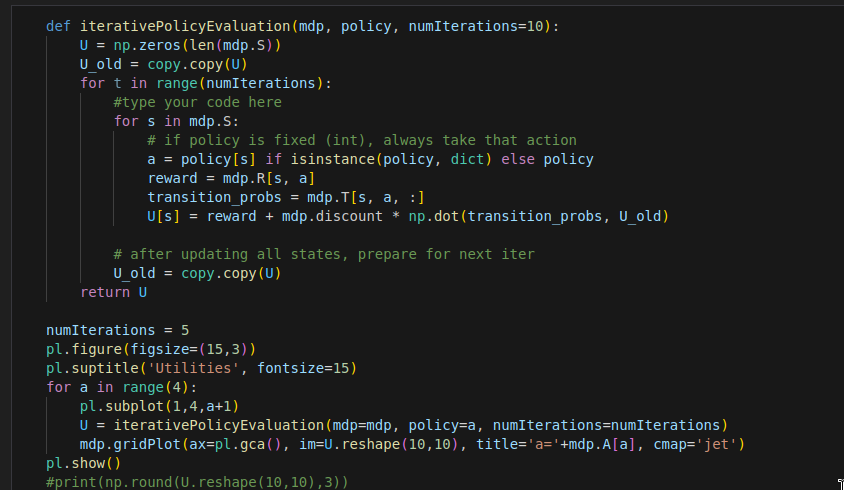 def iterativePolicyEvaluation(mdp, policy, numIterations=10):
    U = np.zeros(len(mdp.S))
    U_old = copy.copy(U)
    for t in range(numIterations):
        #type your code here
        for s in mdp.S:
            # if policy is fixed (int), always take that action
            a = policy[s] if isinstance(policy, dict) else policy
            reward = mdp.R[s, a]
            transition_probs = mdp.T[s, a, :]
            U[s] = reward + mdp.discount * np.dot(transition_probs, U_old)

        # after updating all states, prepare for next iter
        U_old = copy.copy(U)
    return U

numIterations = 5
pl.figure(figsize=(15,3))
pl.suptitle('Utilities', fontsize=15)
for a in range(4):
    pl.subplot(1,4,a+1)
    U = iterativePolicyEvaluation(mdp=mdp, policy=a, numIterations=numIterations)
    mdp.gridPlot(ax=pl.gca(), im=U.reshape(10,10), title='a='+mdp.A[a], cmap='jet')
pl.show()
#print(np.round(U.reshape(10,10),3))